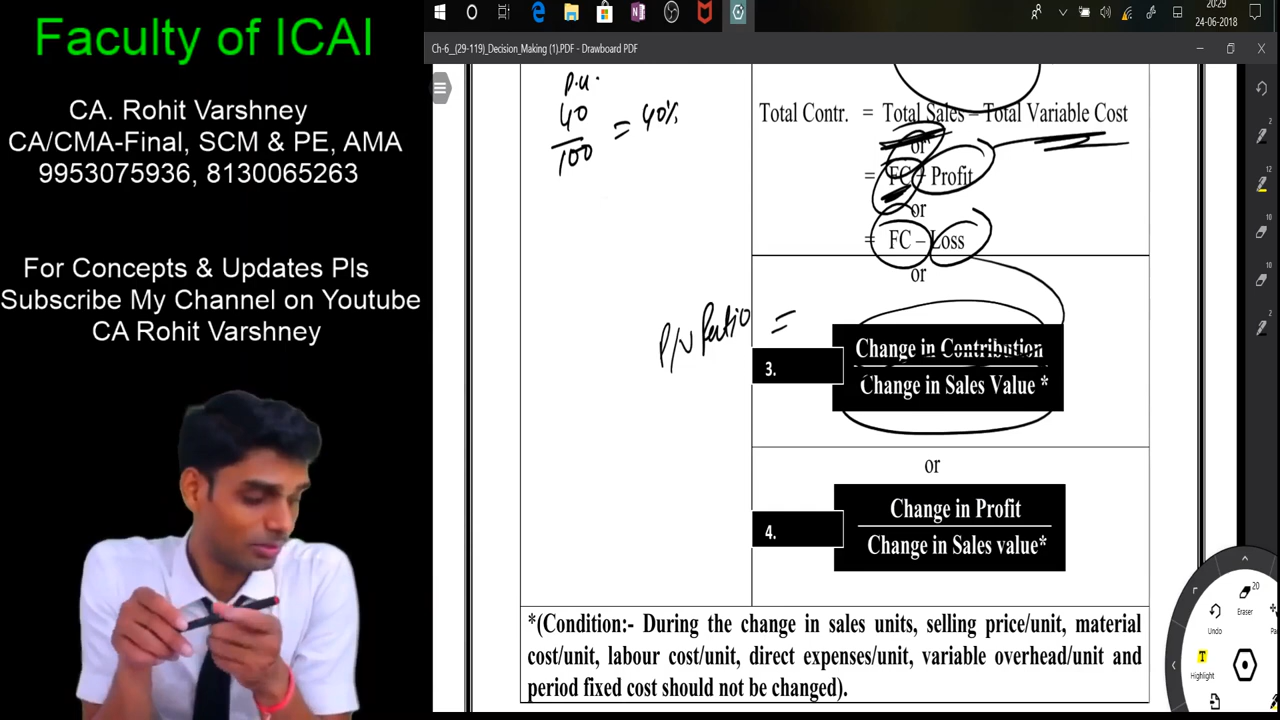 Faculty of ICAI
CA. Rohit Varshney
CA/CMA-Final, SCM & PE, AMA
9953075936, 8130065263
For Concepts & Updates Pls
Subscribe My Channel on Youtube
CA Rohit Varshney
20:29
24-06-2018
Ch-6_(29-119)_Decision_Making (1).PDF - Drawboard PDF
p.u.
40
100
= 40%
Total Contr. = Total Sales – Total Variable Cost
or
= FC – Profit
or
= FC – Loss
or
P/V Ratio =
3.
Change in Contribution
Change in Sales Value *
or
4.
Change in Profit
Change in Sales value*
*(Condition:- During the change in sales units, selling price/unit, material
cost/unit, labour cost/unit, direct expenses/unit, variable overhead/unit and
period fixed cost should not be changed).
20
Eraser
Undo
T
Highlight